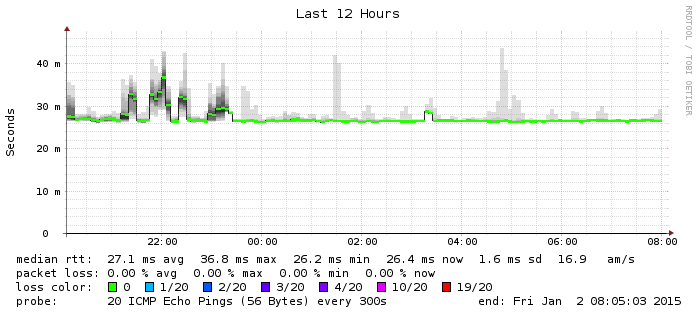 Last 12 Hours
RRDTOOL / TOBI OETIKER
Seconds
40 m
30 m
20 m
10 m
0
22:00 00:00 02:00 04:00 06:00 08:00
median rtt: 27.1 ms avg 36.8 ms max 26.2 ms min 26.4 ms now 1.6 ms sd 16.9 am/s
packet loss: 0.00 % avg 0.00 % max 0.00 % min 0.00 % now
loss color: 0 1/20 2/20 3/20 4/20 10/20 19/20
probe: 20 ICMP Echo Pings (56 Bytes) every 300s end: Fri Jan 2 08:05:03 2015